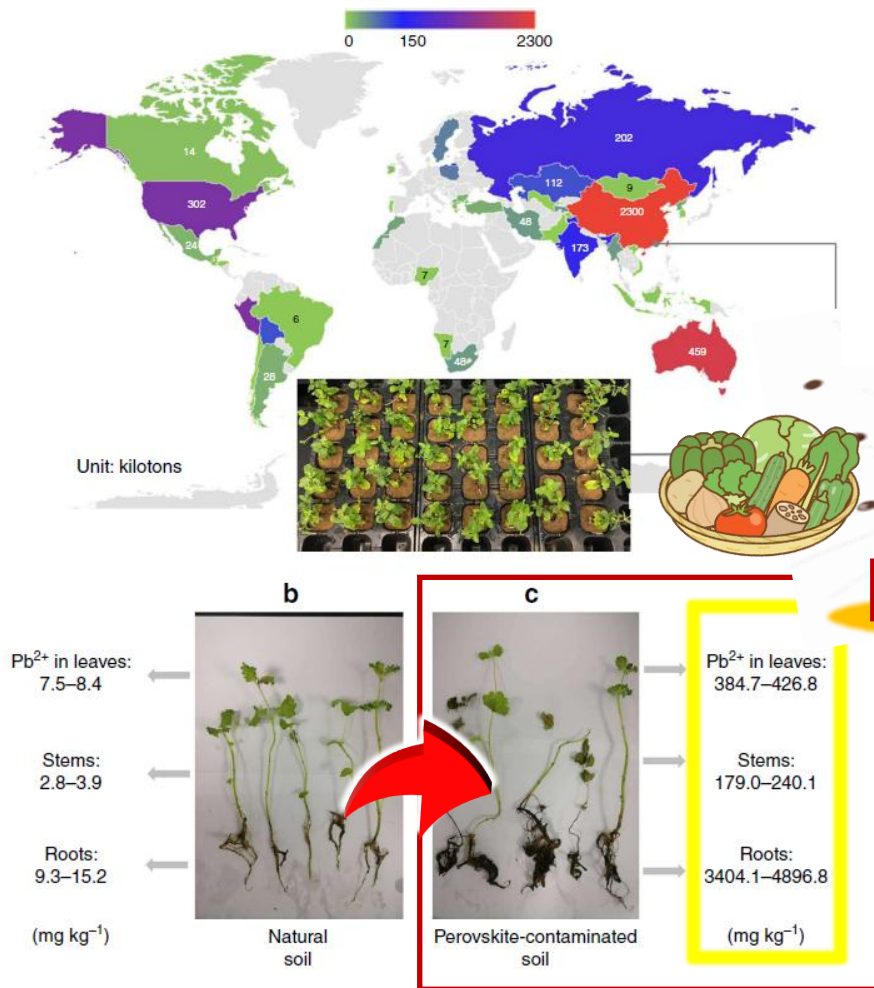 0
150
2300
14
302
24
6
28
202
112
9
2300
48
173
7
7
48
459
Unit: kilotons
b
c
Pb²⁺ in leaves:
7.5–8.4
Stems:
2.8–3.9
Roots:
9.3–15.2
(mg kg⁻¹)
Natural
soil
Pb²⁺ in leaves:
384.7–426.8
Stems:
179.0–240.1
Roots:
3404.1–4896.8
(mg kg⁻¹)
Perovskite-contaminated
soil